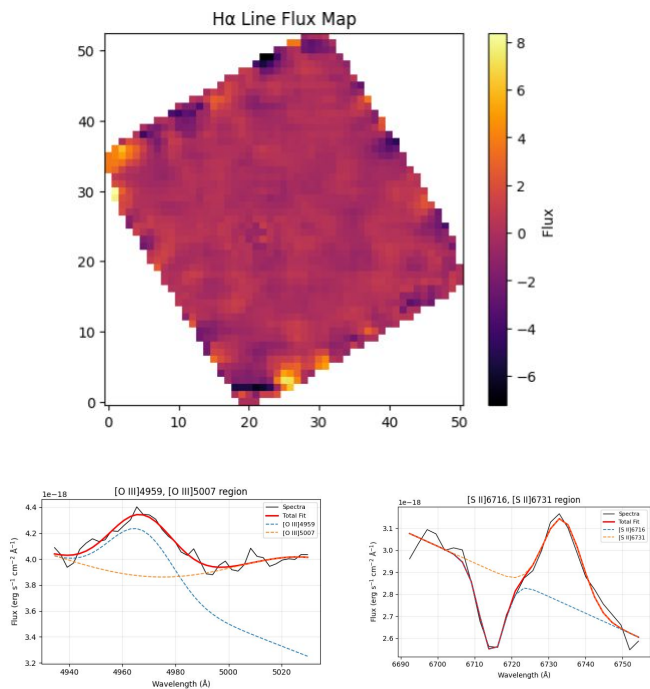 Hα Line Flux Map
50
40
30
20
10
0
0 10 20 30 40 50
8
6
4
2
0
−2
−4
−6
Flux
[O III]4959, [O III]5007 region
1e−18
4.4
4.2
4.0
3.8
3.6
3.4
3.2
Flux (erg s⁻¹ cm⁻² Å⁻¹)
Spectra
Total Fit
[O III]4959
[O III]5007
4940 4960 4980 5000 5020
Wavelength (Å)
[S II]6716, [S II]6731 region
1e−18
3.1
3.0
2.9
2.8
2.7
2.6
Flux (erg s⁻¹ cm⁻² Å⁻¹)
Spectra
Total Fit
[S II]6716
[S II]6731
6690 6700 6710 6720 6730 6740 6750
Wavelength (Å)